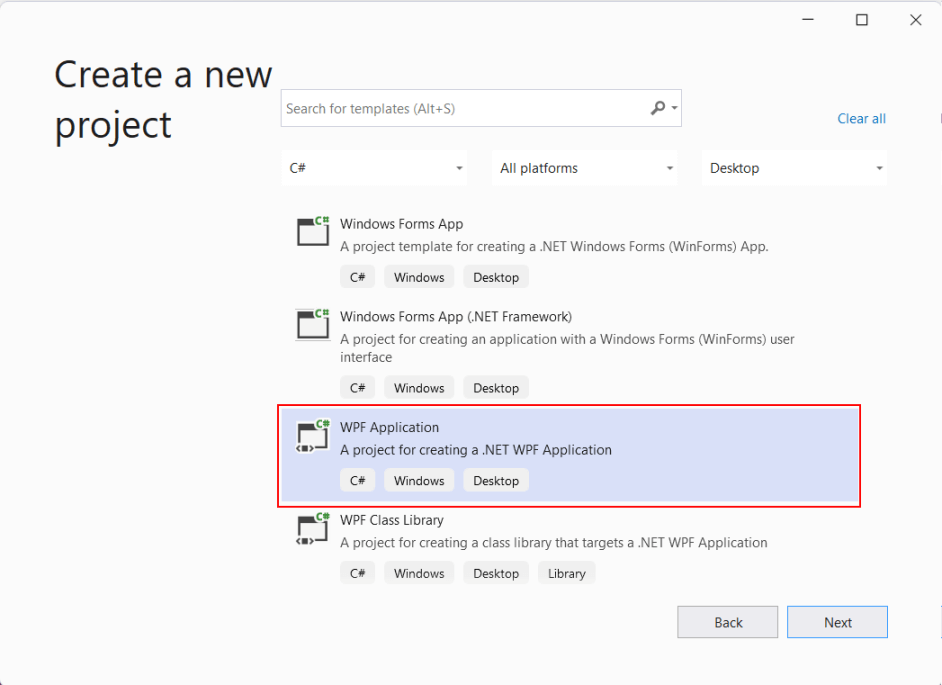 Create a new
project
Search for templates (Alt+S)
Clear all
C#
All platforms
Desktop
C#
Windows Forms App
A project template for creating a .NET Windows Forms (WinForms) App.
C#
Windows
Desktop
C#
Windows Forms App (.NET Framework)
A project for creating an application with a Windows Forms (WinForms) user
interface
C#
Windows
Desktop
C#
WPF Application
A project for creating a .NET WPF Application
C#
Windows
Desktop
C#
WPF Class Library
A project for creating a class library that targets a .NET WPF Application
C#
Windows
Desktop
Library
Back
Next